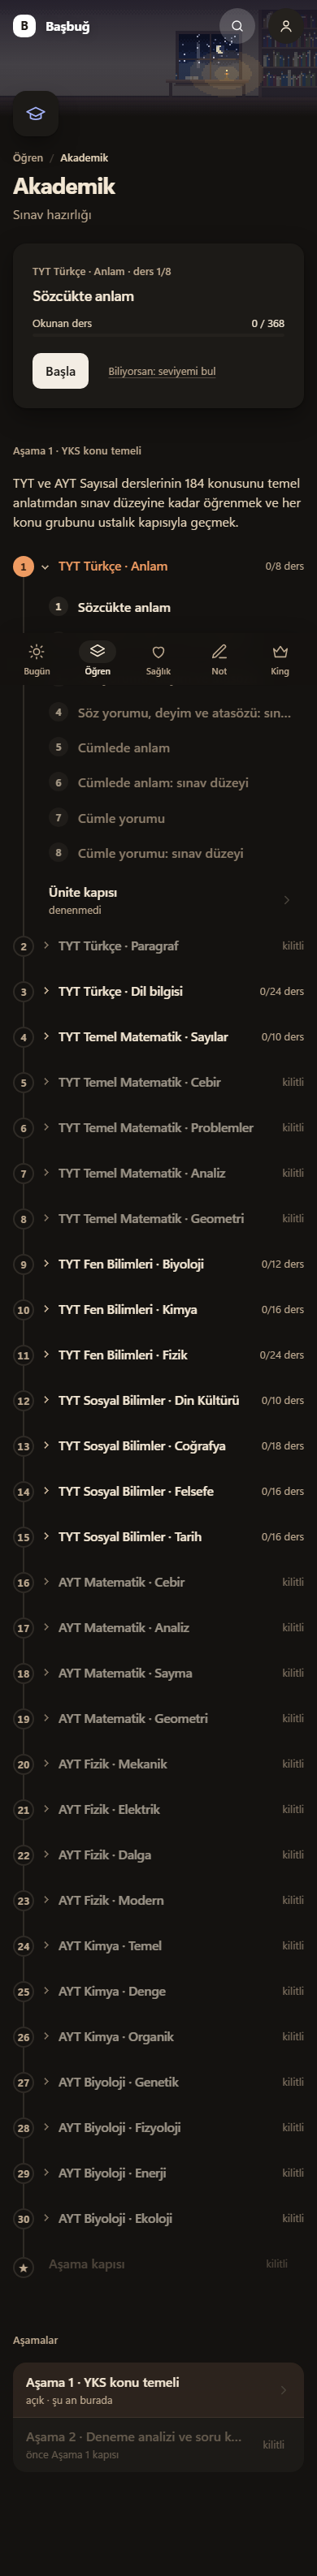 B Başbuğ
Öğren / Akademik
Akademik
Sınav hazırlığı
TYT Türkçe · Anlam · ders 1/8
Sözcükte anlam
Okunan ders 0 / 368
Başla Biliyorsan: seviyemi bul
Aşama 1 · YKS konu temeli
TYT ve AYT Sayısal derslerinin 184 konusunu temel
anlatımdan sınav düzeyine kadar öğrenmek ve her
konu grubunu ustalık kapısıyla geçmek.
1 TYT Türkçe · Anlam 0/8 ders
1 Sözcükte anlam
Bugün Öğren Sağlık Not King
4 Söz yorumu, deyim ve atasözü: sın...
5 Cümlede anlam
6 Cümlede anlam: sınav düzeyi
7 Cümle yorumu
8 Cümle yorumu: sınav düzeyi
Ünite kapısı
denenmedi
2 TYT Türkçe · Paragraf kilitli
3 TYT Türkçe · Dil bilgisi 0/24 ders
4 TYT Temel Matematik · Sayılar 0/10 ders
5 TYT Temel Matematik · Cebir kilitli
6 TYT Temel Matematik · Problemler kilitli
7 TYT Temel Matematik · Analiz kilitli
8 TYT Temel Matematik · Geometri kilitli
9 TYT Fen Bilimleri · Biyoloji 0/12 ders
10 TYT Fen Bilimleri · Kimya 0/16 ders
11 TYT Fen Bilimleri · Fizik 0/24 ders
12 TYT Sosyal Bilimler · Din Kültürü 0/10 ders
13 TYT Sosyal Bilimler · Coğrafya 0/18 ders
14 TYT Sosyal Bilimler · Felsefe 0/16 ders
15 TYT Sosyal Bilimler · Tarih 0/16 ders
16 AYT Matematik · Cebir kilitli
17 AYT Matematik · Analiz kilitli
18 AYT Matematik · Sayma kilitli
19 AYT Matematik · Geometri kilitli
20 AYT Fizik · Mekanik kilitli
21 AYT Fizik · Elektrik kilitli
22 AYT Fizik · Dalga kilitli
23 AYT Fizik · Modern kilitli
24 AYT Kimya · Temel kilitli
25 AYT Kimya · Denge kilitli
26 AYT Kimya · Organik kilitli
27 AYT Biyoloji · Genetik kilitli
28 AYT Biyoloji · Fizyoloji kilitli
29 AYT Biyoloji · Enerji kilitli
30 AYT Biyoloji · Ekoloji kilitli
Aşama kapısı kilitli
Aşamalar
Aşama 1 · YKS konu temeli
açık · şu an burada
Aşama 2 · Deneme analizi ve soru k... kilitli
önce Aşama 1 kapısı